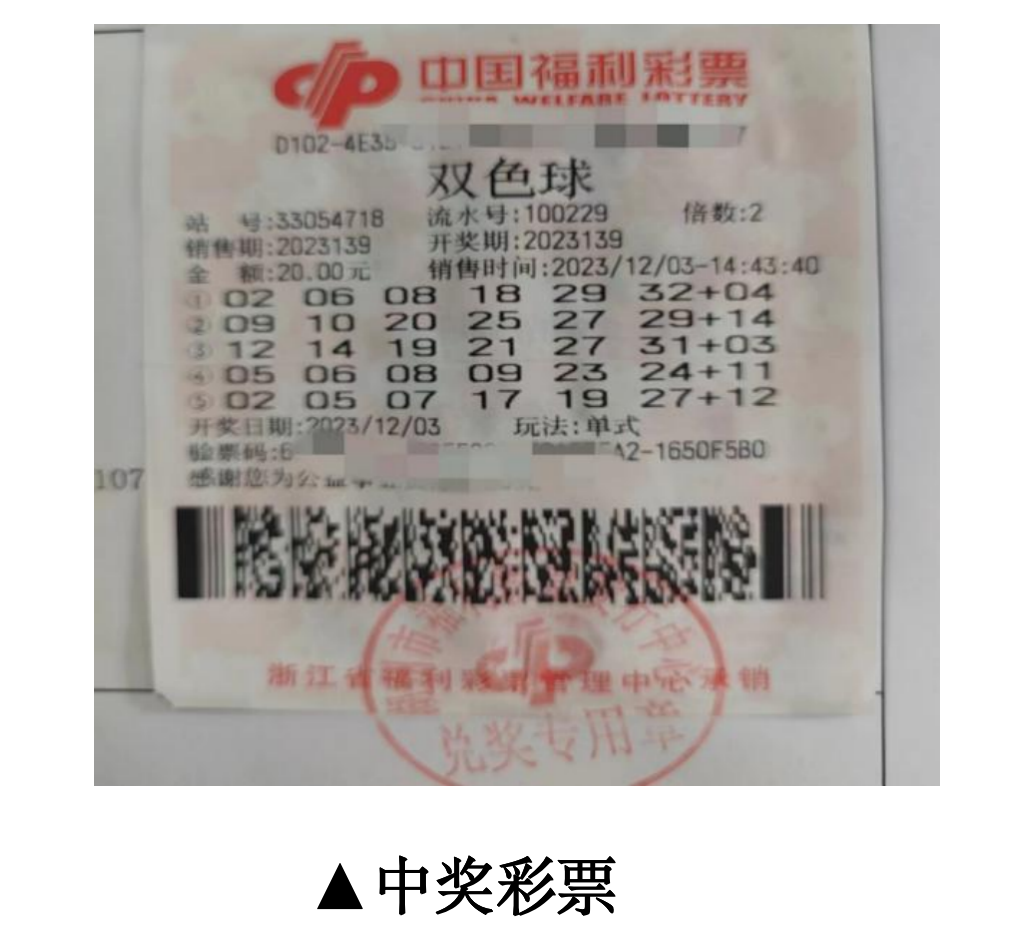 中国福利彩票
CHINA WELFARE LOTTERY
D102-4E35
双色球
站 号:33054718 流水号:100229 倍数:2
销售期:2023139 开奖期:2023139
金 额:20.00元 销售时间:2023/12/03-14:43:40
① 02 06 08 18 29 32+04
② 09 10 20 25 27 29+14
③ 12 14 19 21 27 31+03
④ 05 06 08 09 23 24+11
⑤ 02 05 07 17 19 27+12
开奖日期:2023/12/03 玩法:单式
验票码:6 A2-1650F5B0
107
感谢您为公益事业
浙江省福利彩票管理中心承销
兑奖专用章
▲中奖彩票